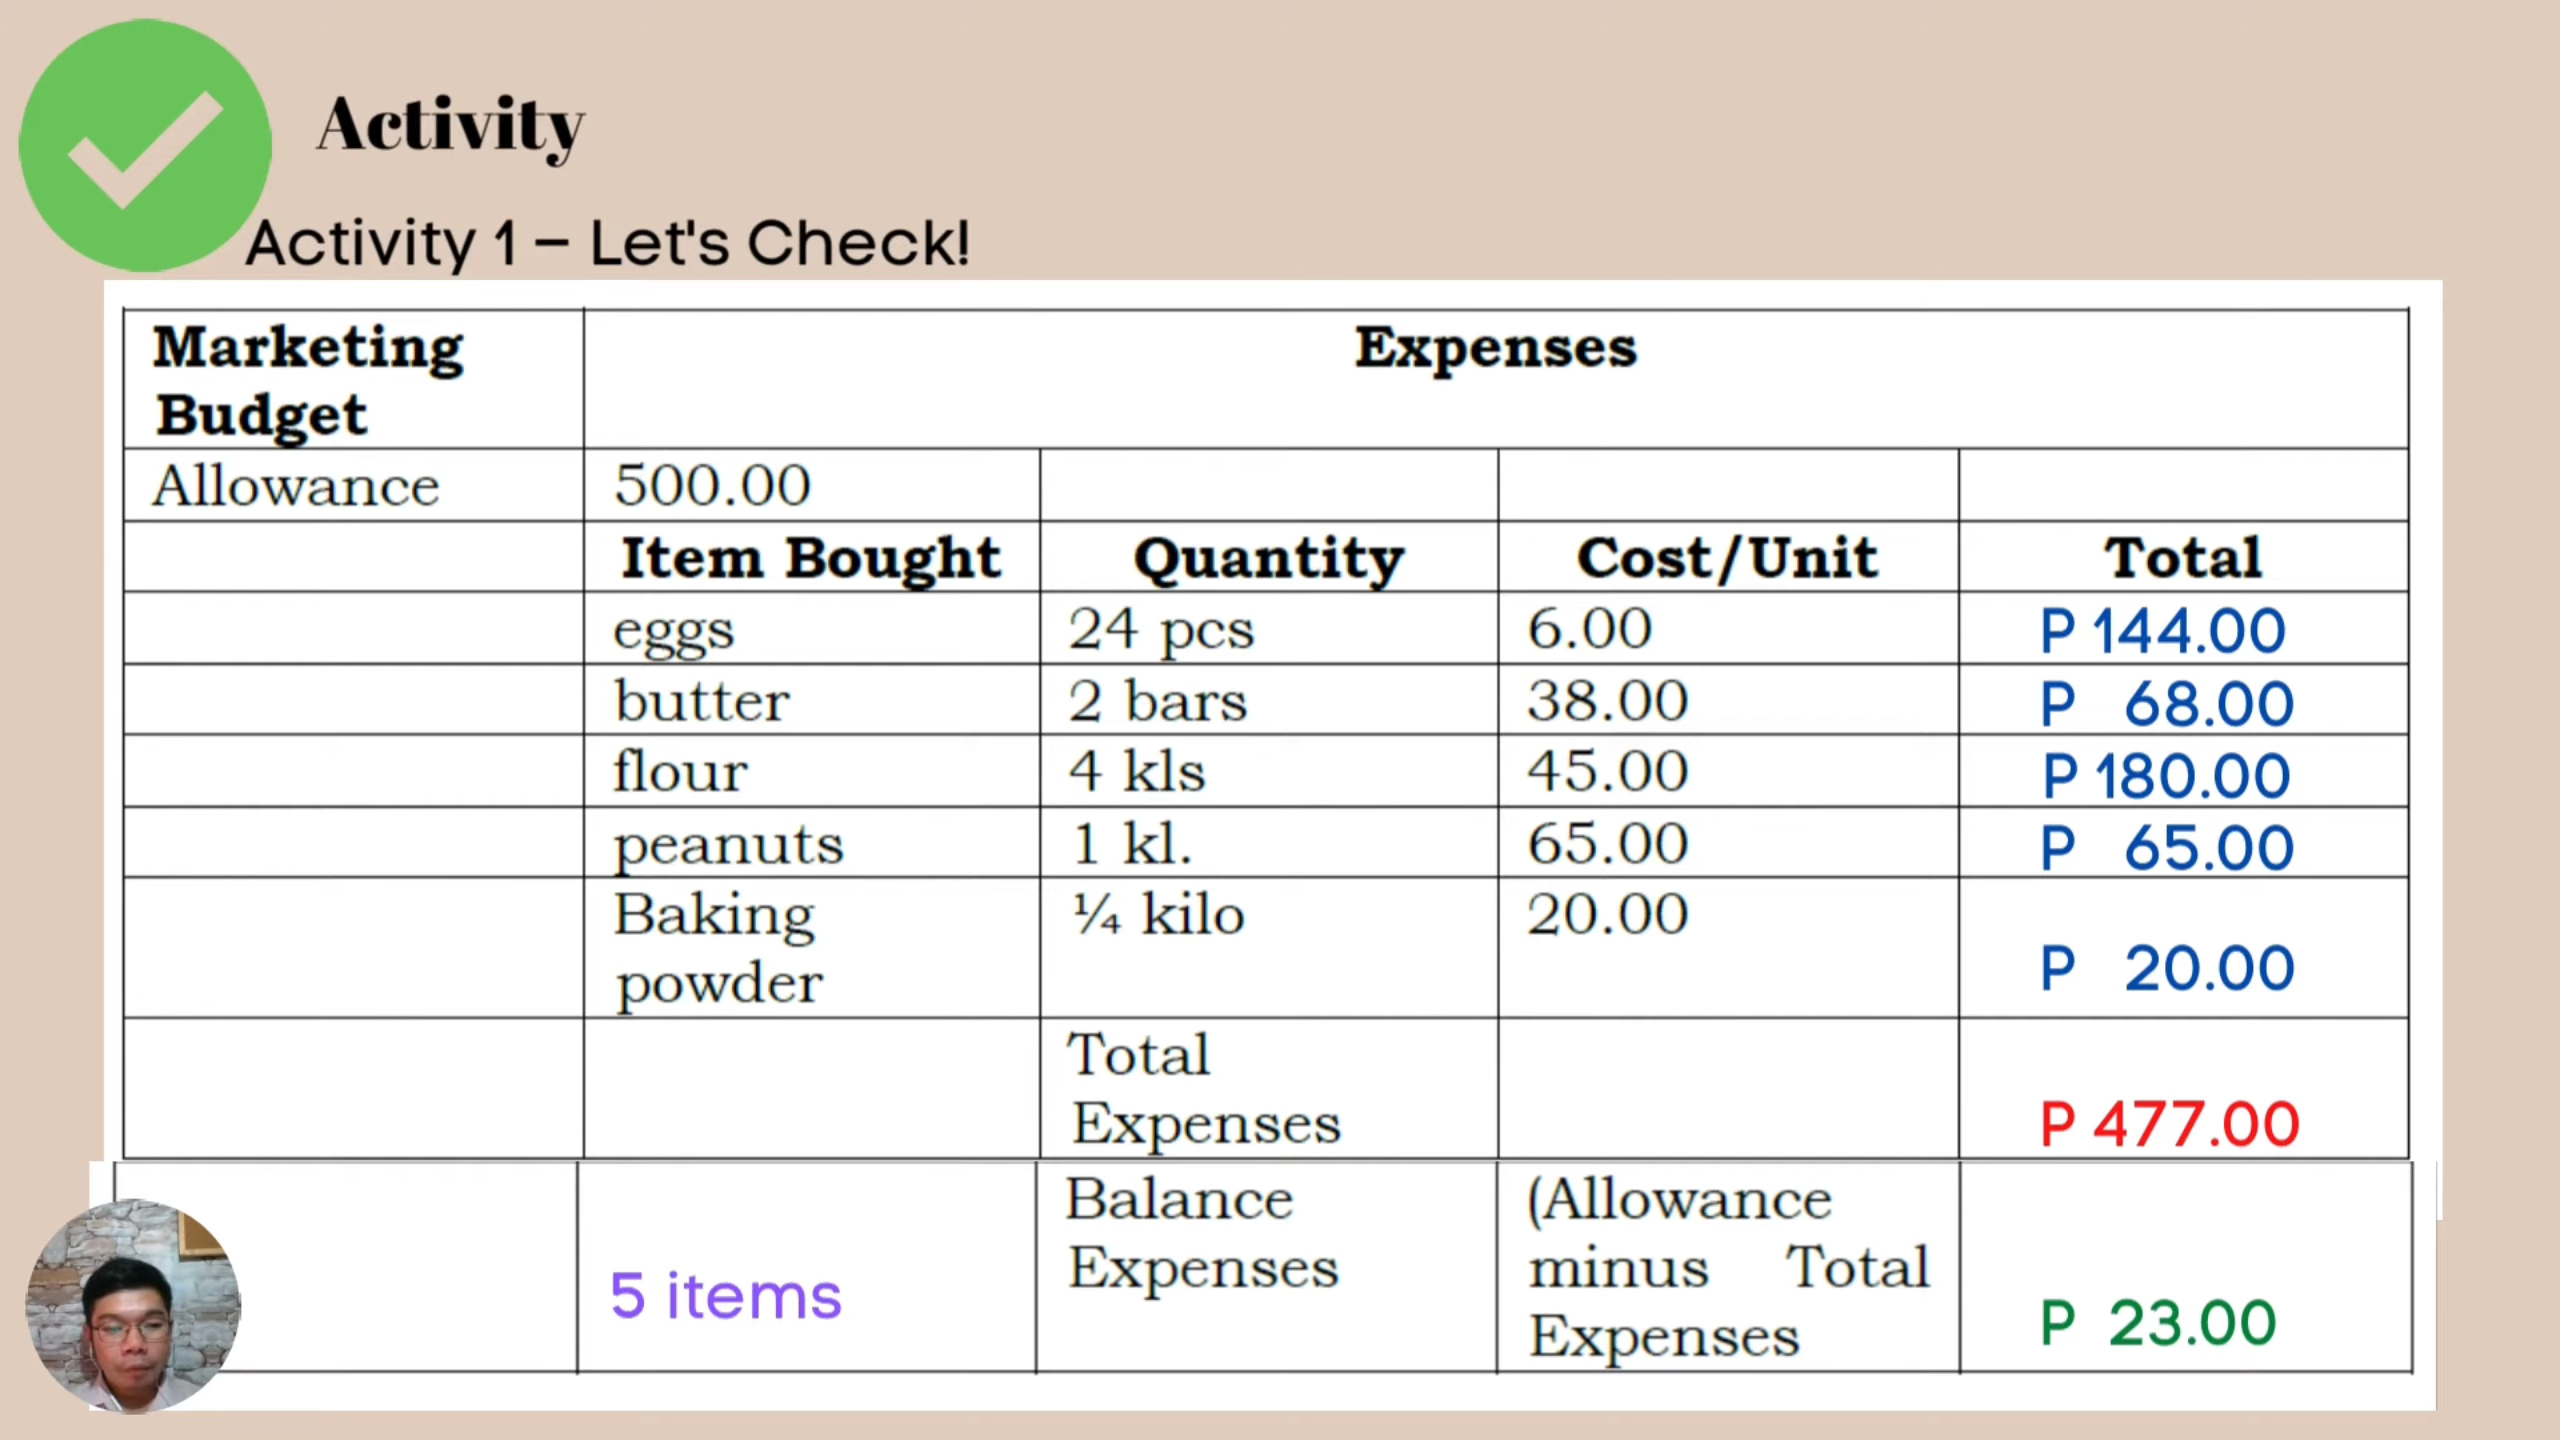 Activity
Activity 1 – Let's Check!
Marketing Budget Expenses
Allowance 500.00
Item Bought Quantity Cost/Unit Total
eggs 24 pcs 6.00 P 144.00
butter 2 bars 38.00 P 68.00
flour 4 kls 45.00 P 180.00
peanuts 1 kl. 65.00 P 65.00
Baking powder ¼ kilo 20.00 P 20.00
Total Expenses P 477.00
5 items Balance Expenses (Allowance minus Total Expenses P 23.00